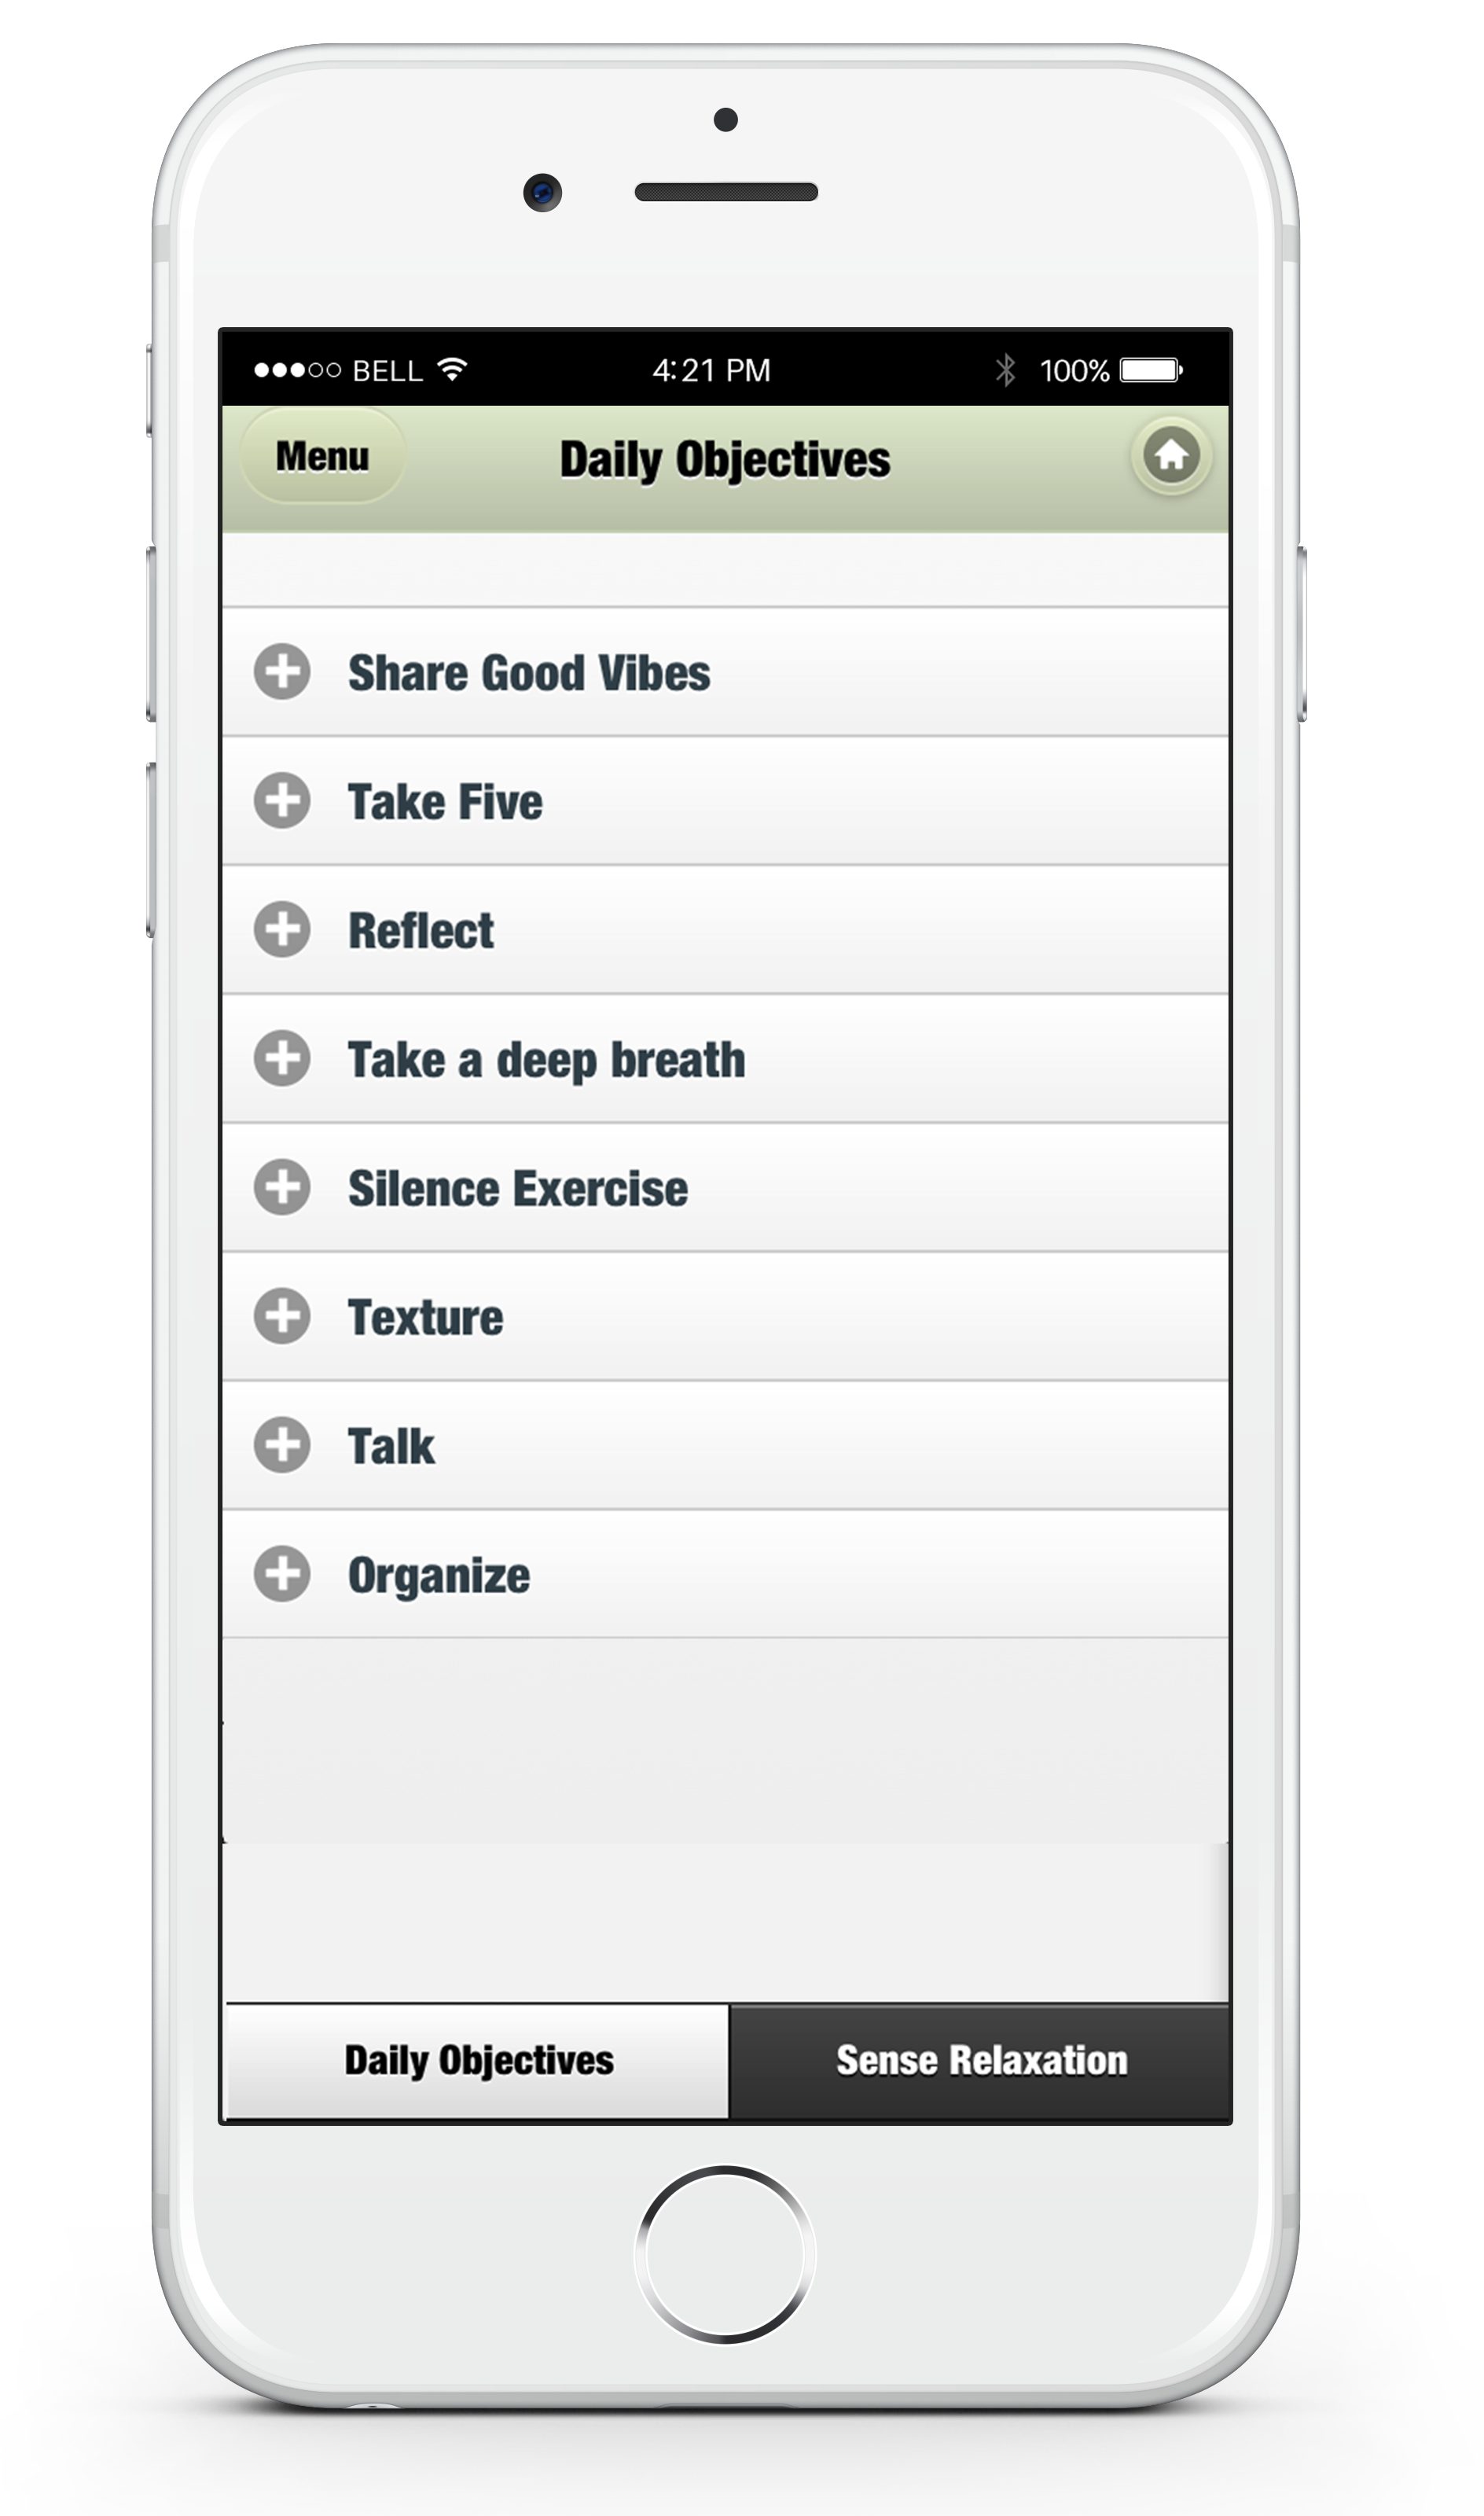 BELL 4:21 PM 100%
Menu Daily Objectives
Share Good Vibes
Take Five
Reflect
Take a deep breath
Silence Exercise
Texture
Talk
Organize
Daily Objectives Sense Relaxation